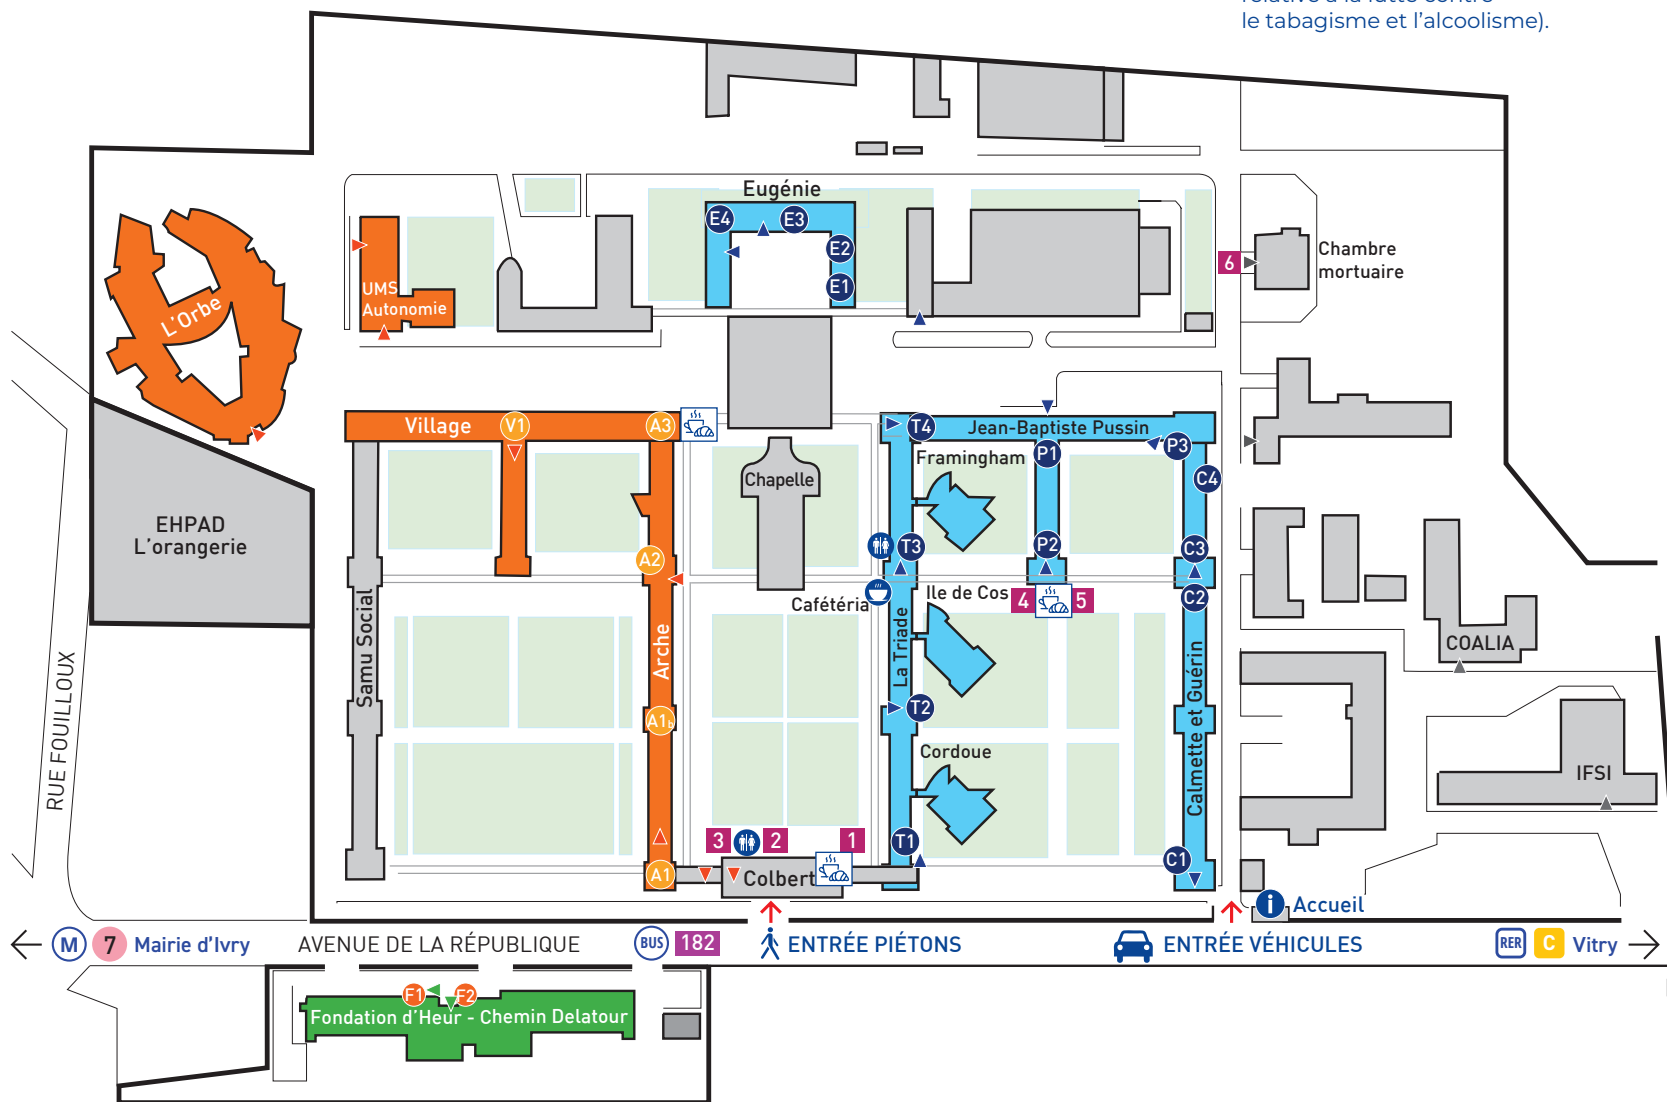 le tabagisme et l'alcoolisme).
Eugénie
E4
E3
E2
E1
6
Chambre
mortuaire
UMS
Autonomie
L'Orbe
Village
V1
A3
T4
Jean-Baptiste Pussin
Framingham
P1
P3
C4
Chapelle
EHPAD
L'orangerie
A2
T3
P2
C3
C2
Cafétéria
Ile de Cos
4
5
Samu Social
Arche
La Triade
Calmette et Guérin
COALIA
A1b
T2
Cordoue
IFSI
RUE FOUILLOUX
3
2
1
T1
C1
A1
Colbert
i
Accueil
M
7
Mairie d'Ivry
AVENUE DE LA RÉPUBLIQUE
BUS
182
ENTRÉE PIÉTONS
ENTRÉE VÉHICULES
RER
C
Vitry
F1
F2
Fondation d'Heur - Chemin Delatour